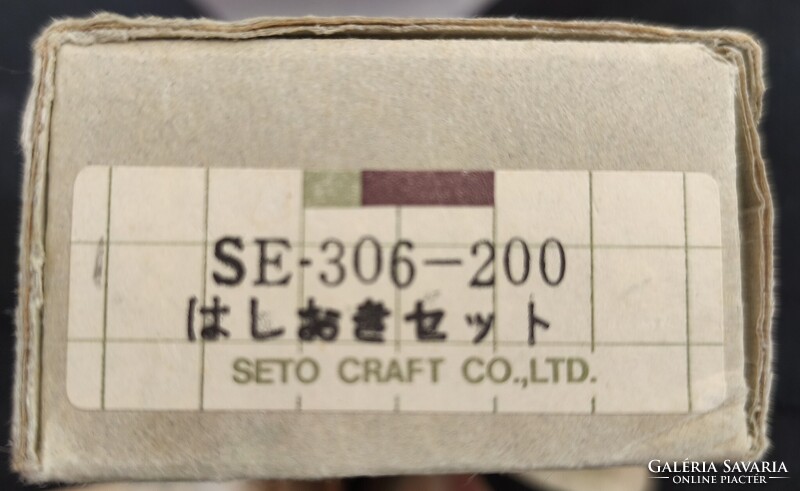 SE-306-200
はしおきセット
SETO CRAFT CO.,LTD.
GALÉRIA SAVARIA
ONLINE PIACTÉR